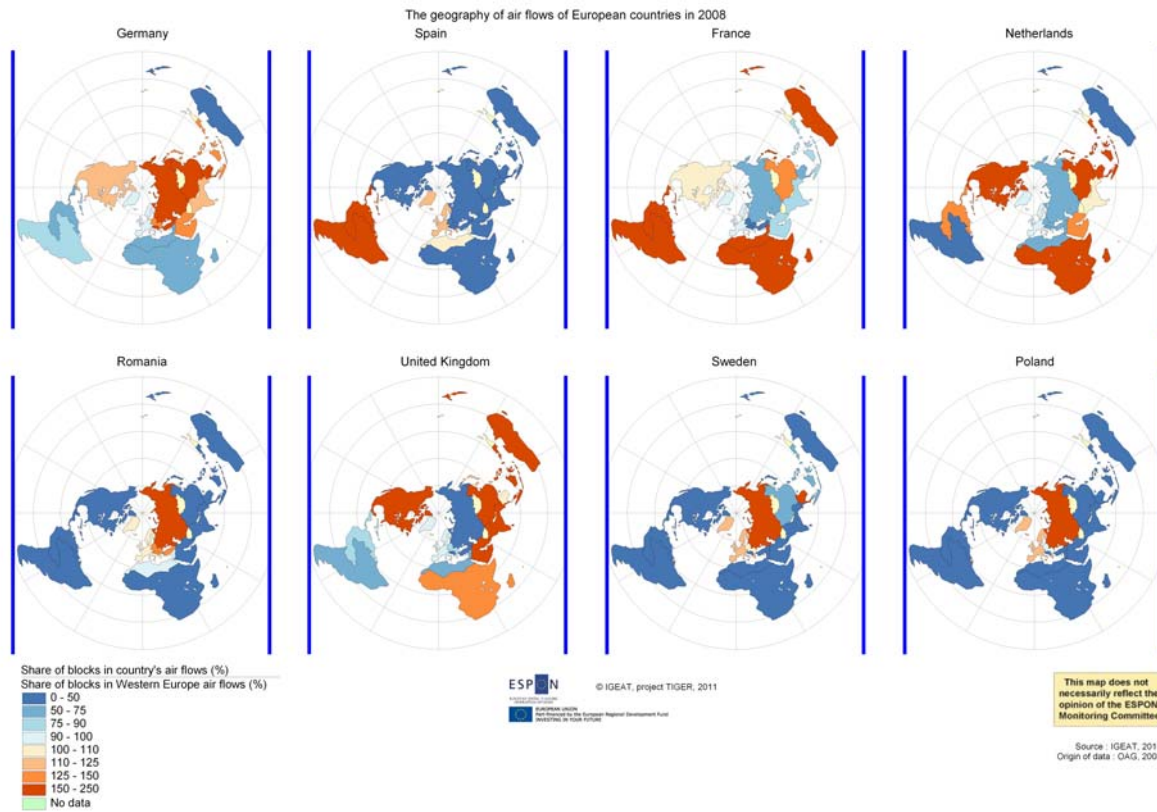 The geography of air flows of European countries in 2008
Germany
Spain
France
Netherlands
Romania
United Kingdom
Sweden
Poland
Share of blocks in country's air flows (%)
Share of blocks in Western Europe air flows (%)
0 - 50
50 - 75
75 - 90
90 - 100
100 - 110
110 - 125
125 - 150
150 - 250
No data
ESPON
© IGEAT, project TIGER, 2011
EUROPEAN UNION
Part-financed by the European Regional Development Fund
INVESTING IN YOUR FUTURE
This map does not
necessarily reflect the
opinion of the ESPON
Monitoring Committe
Source : IGEAT, 201
Origin of data : OAG, 200